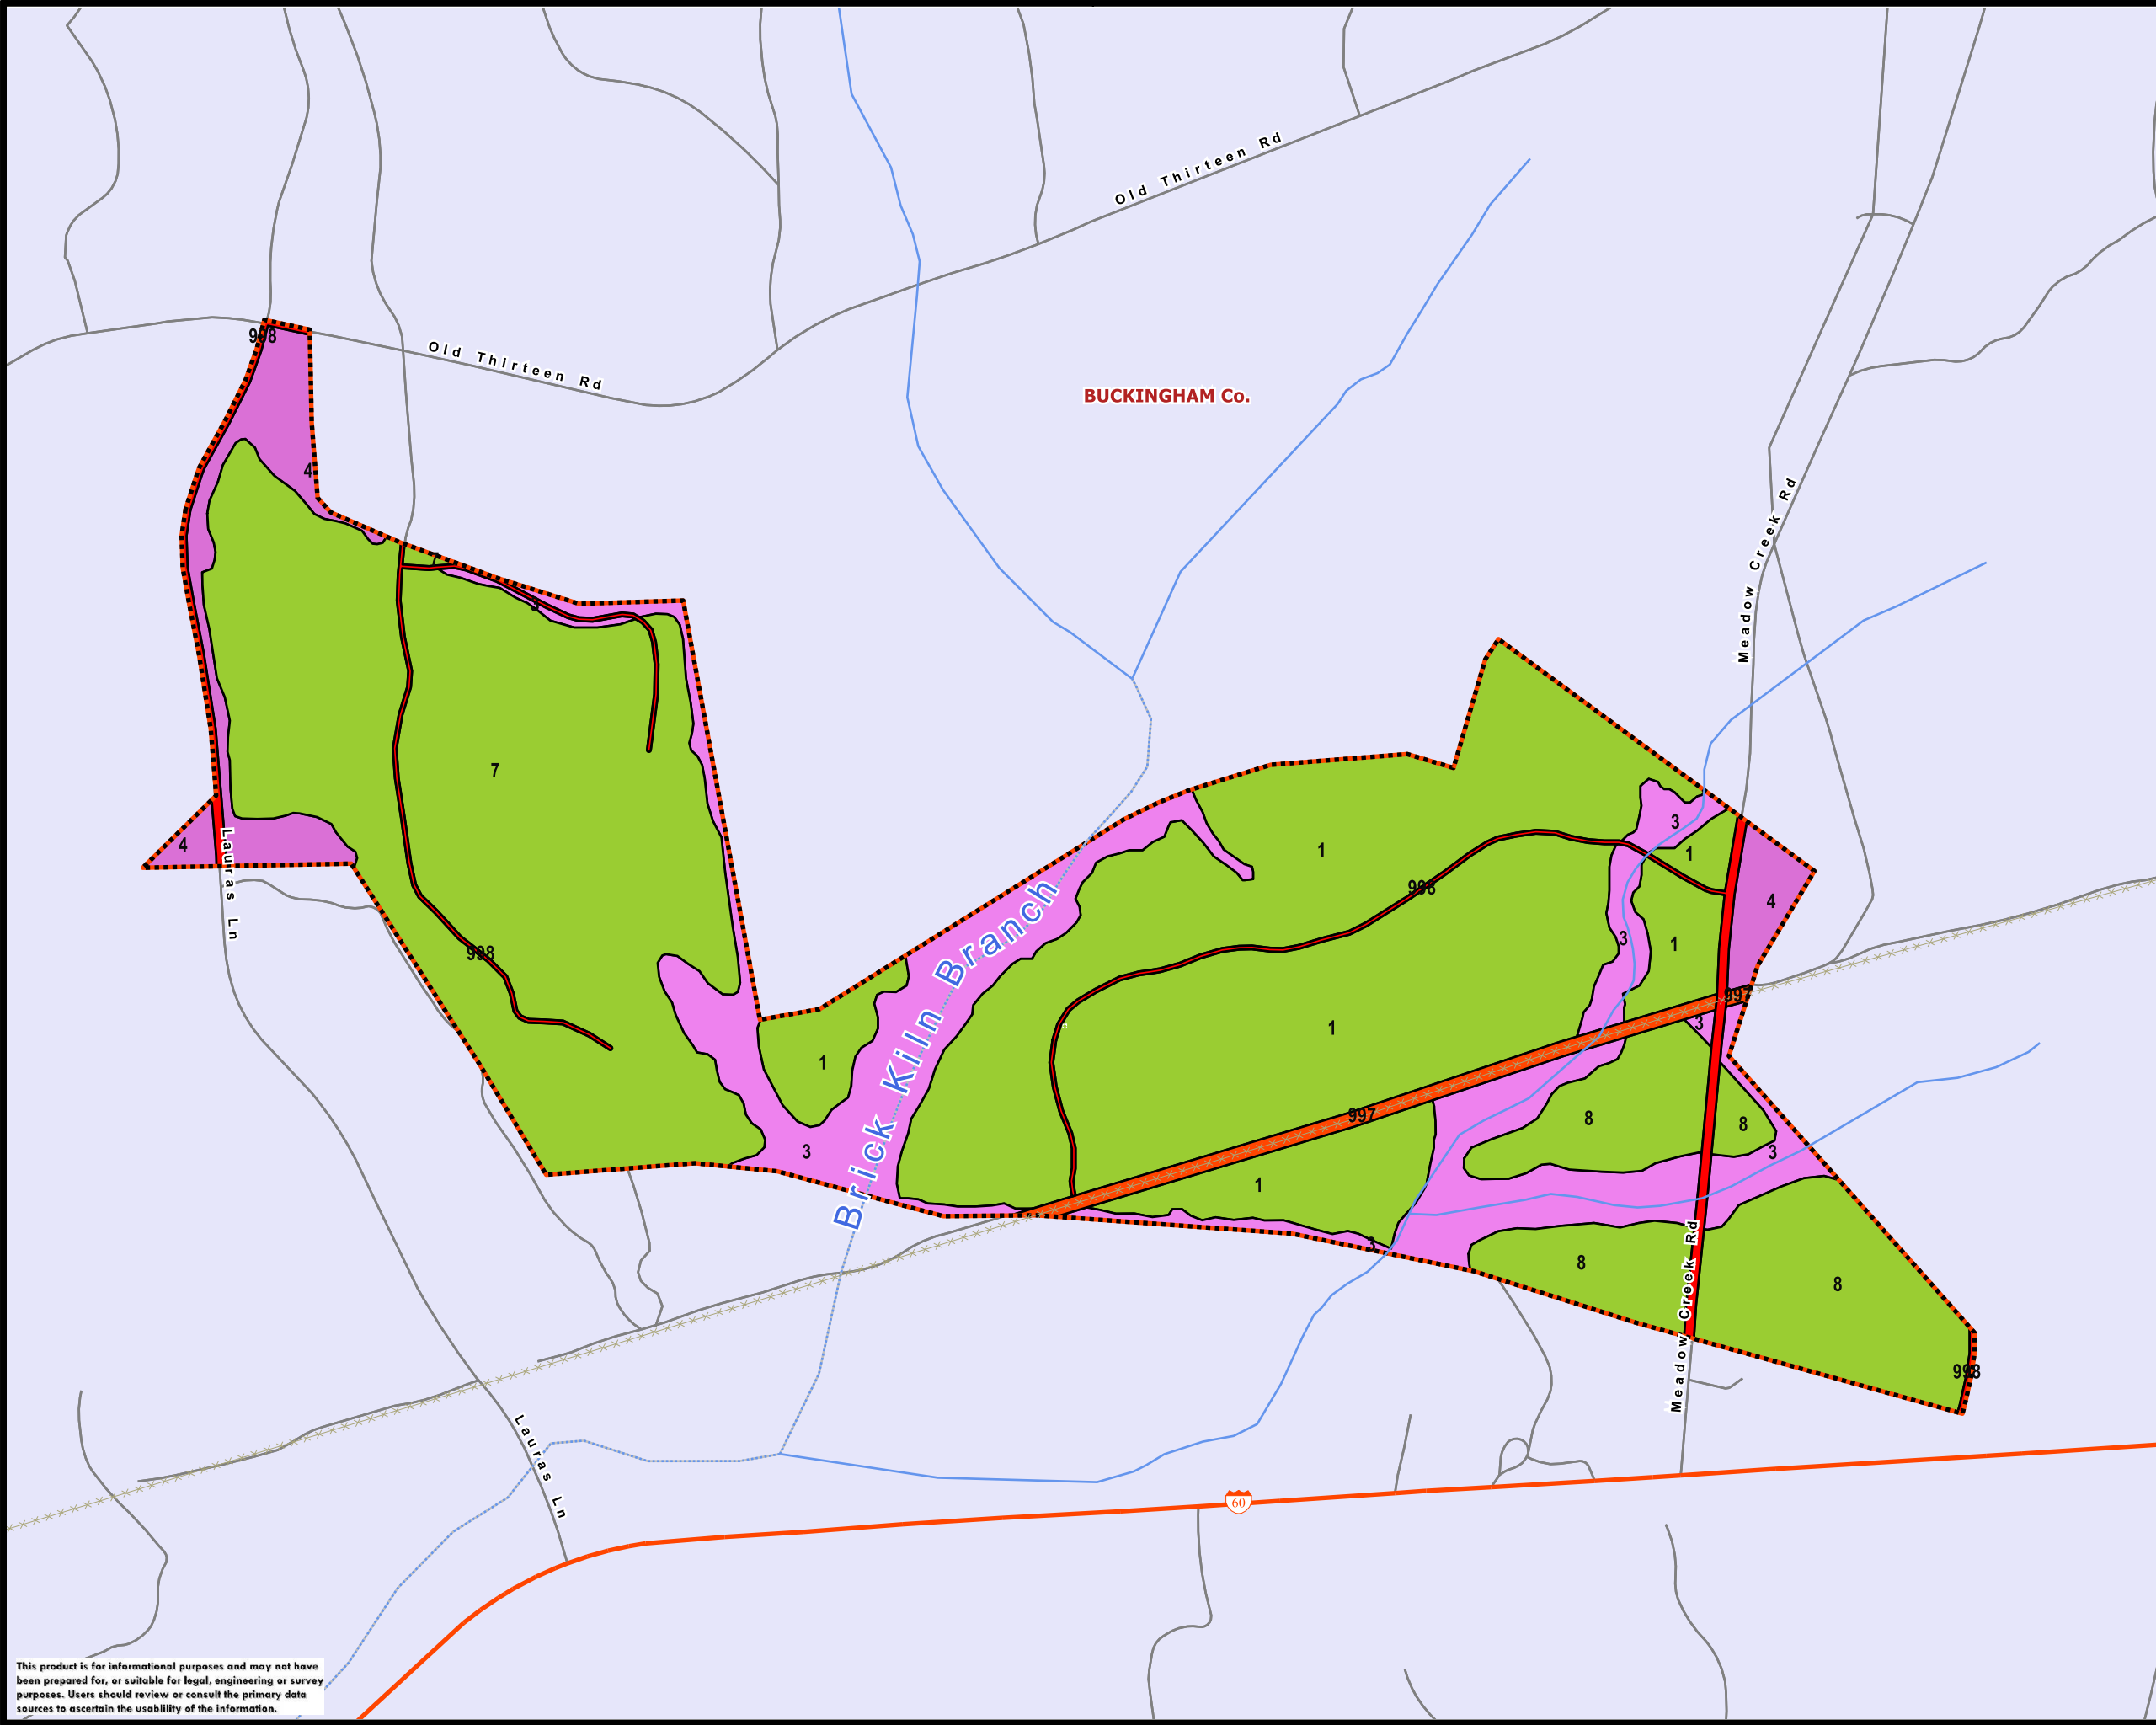 Old Thirteen Rd
998
Old Thirteen Rd
BUCKINGHAM Co.
4
Meadow Creek Rd
7
3
7
3
4
1
1
Lauras Ln
998
4
Brick Kiln Branch
3
1
998
997
3
1
1
997
8
8
3
3
1
3
8
8
Meadow Creek Rd
998
Lauras Ln
60
This product is for informational purposes and may not have
been prepared for, or suitable for legal, engineering or survey
purposes. Users should review or consult the primary data
sources to ascertain the usablility of the information.